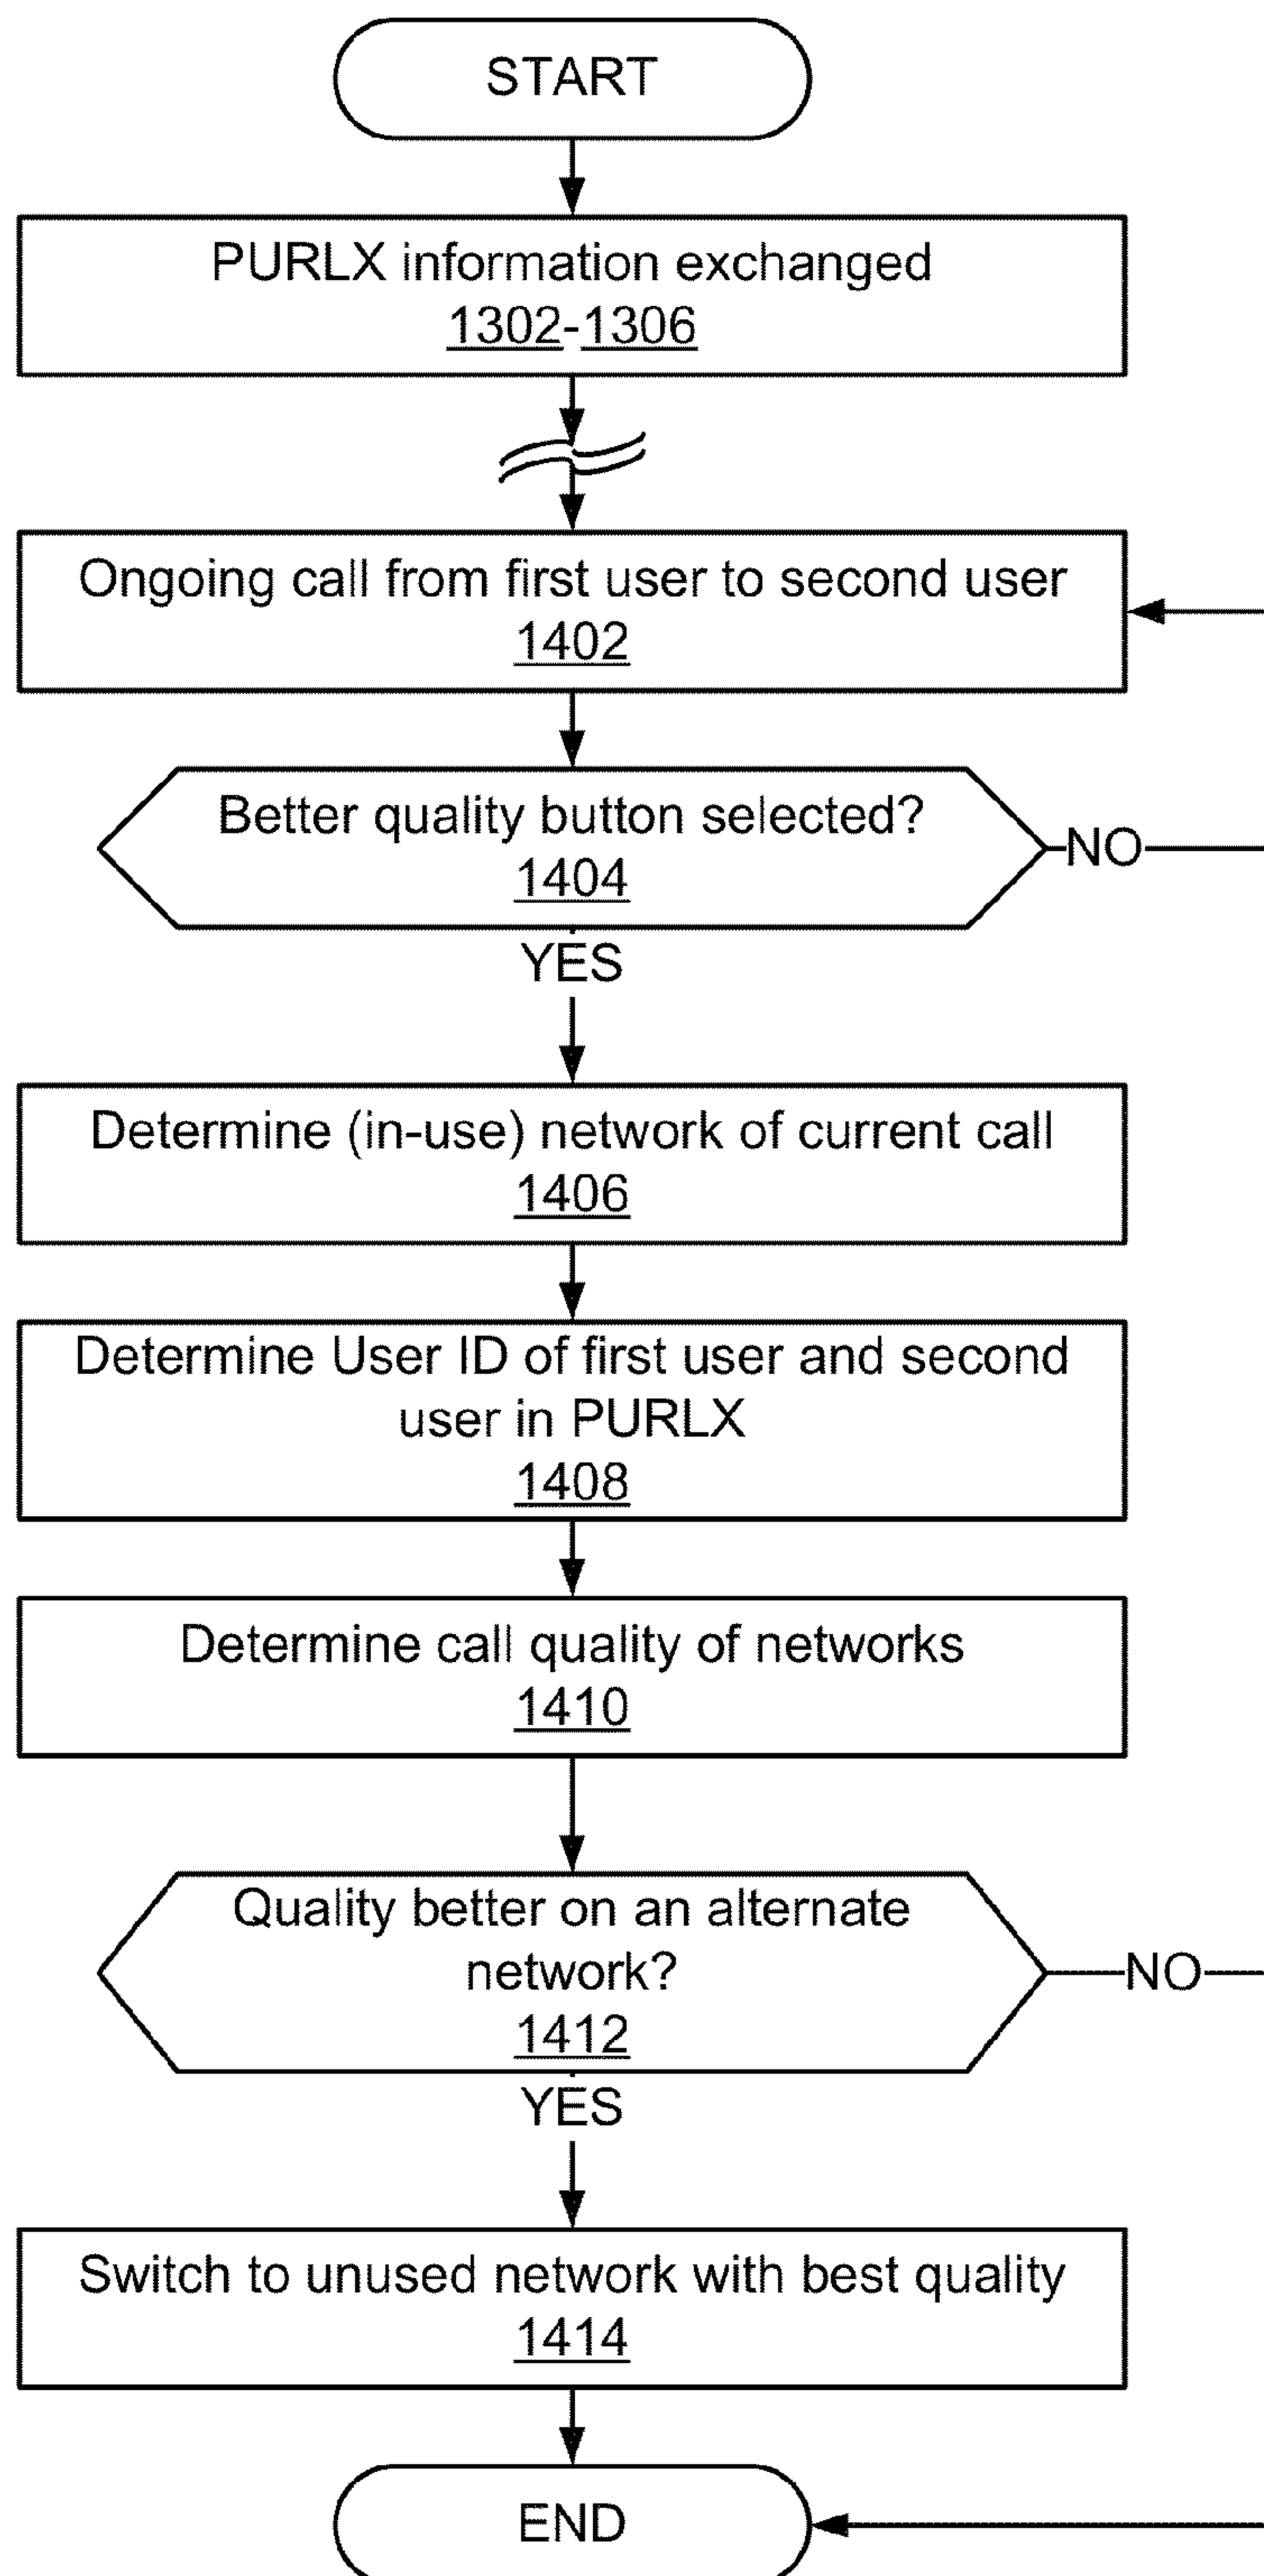 START
PURLX information exchanged
1302-1306
Ongoing call from first user to second user
1402
Better quality button selected?
1404
NO
YES
Determine (in-use) network of current call
1406
Determine User ID of first user and second
user in PURLX
1408
Determine call quality of networks
1410
Quality better on an alternate
network?
1412
NO
YES
Switch to unused network with best quality
1414
END